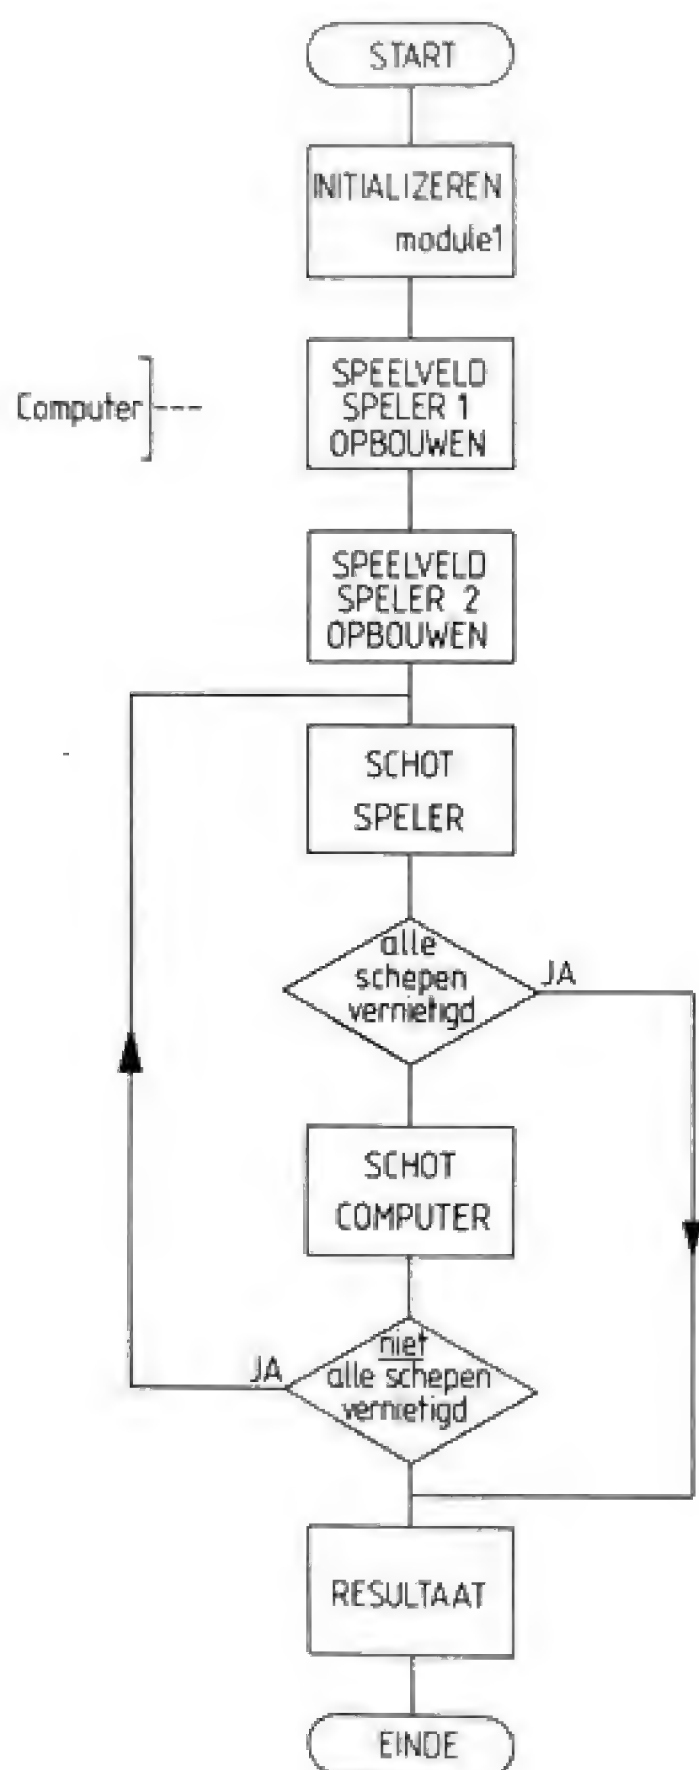 START
INITIALIZEREN
module1
Computer
SPEELVELD
SPELER 1
OPBOUWEN
SPEELVELD
SPELER 2
OPBOUWEN
SCHOT
SPELER
alle
schepen
vernietigd
JA
SCHOT
COMPUTER
niet
alle schepen
vernietigd
JA
RESULTAAT
EINDE